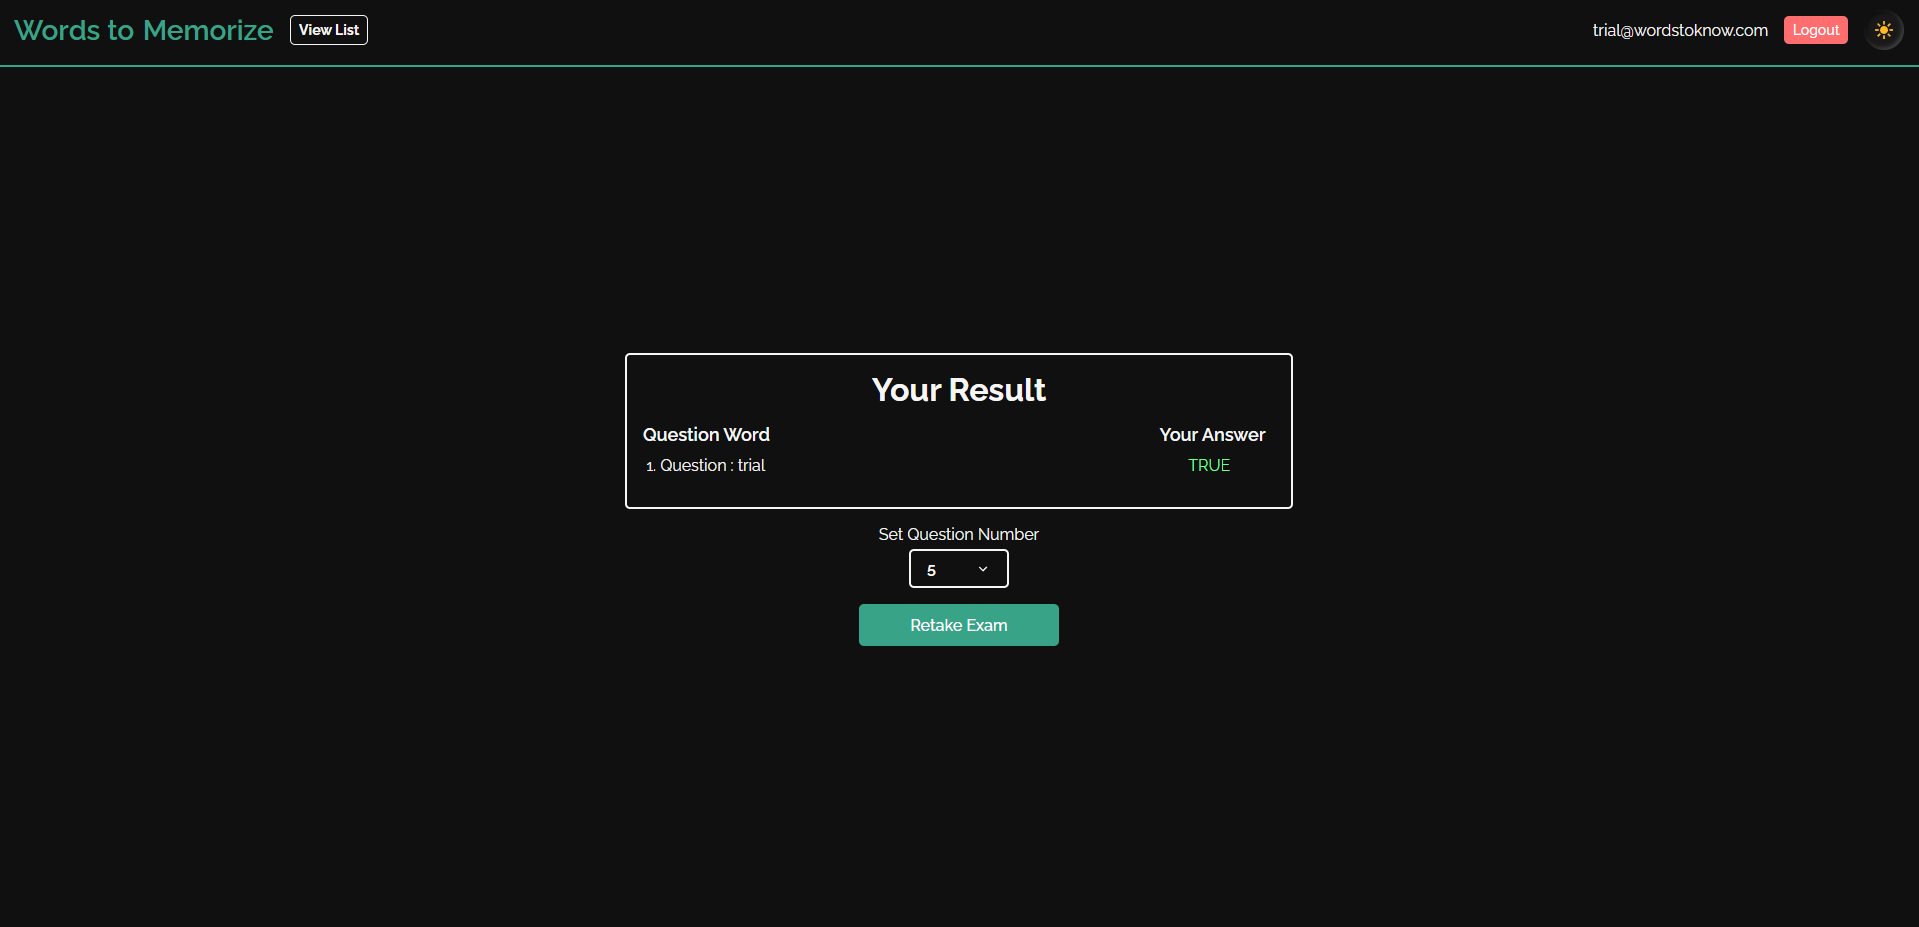 Words to Memorize View List trial@wordstoknow.com Logout
Your Result
Question Word Your Answer
1. Question : trial TRUE
Set Question Number
5
Retake Exam